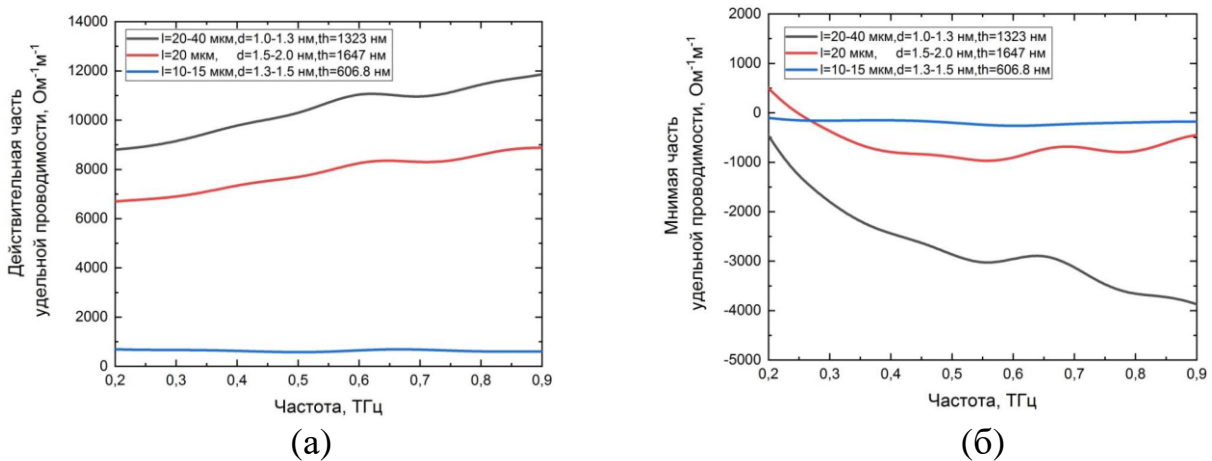 Действительная часть
удельной проводимости, Ом⁻¹м⁻¹
14000
12000
10000
8000
6000
4000
2000
0
l=20-40 мкм,d=1.0-1.3 нм,th=1323 нм
l=20 мкм, d=1.5-2.0 нм,th=1647 нм
l=10-15 мкм,d=1.3-1.5 нм,th=606.8 нм
0,2 0,3 0,4 0,5 0,6 0,7 0,8 0,9
Частота, ТГц
(а)
Мнимая часть
удельной проводимости, Ом⁻¹м⁻¹
2000
1000
0
-1000
-2000
-3000
-4000
-5000
l=20-40 мкм,d=1.0-1.3 нм,th=1323 нм
l=20 мкм, d=1.5-2.0 нм,th=1647 нм
l=10-15 мкм,d=1.3-1.5 нм,th=606.8 нм
0,2 0,3 0,4 0,5 0,6 0,7 0,8 0,9
Частота, ТГц
(б)